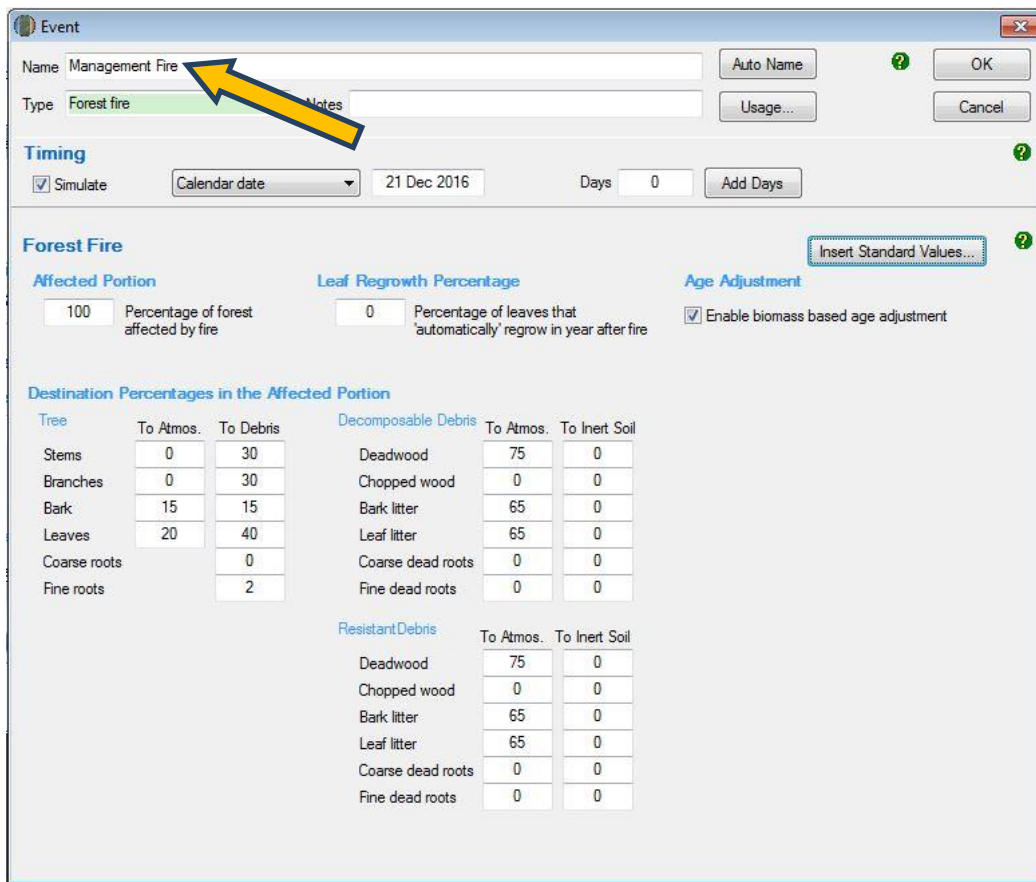 Event
Name Management Fire Auto Name ? OK
Type Forest fire Notes Usage... Cancel
Timing ?
Simulate Calendar date 21 Dec 2016 Days 0 Add Days
Forest Fire Insert Standard Values... ?
Affected Portion Leaf Regrowth Percentage Age Adjustment
100 Percentage of forest 0 Percentage of leaves that Enable biomass based age adjustment
affected by fire 'automatically' regrow in year after fire
Destination Percentages in the Affected Portion
Tree To Atmos. To Debris Decomposable Debris To Atmos. To Inert Soil
Stems 0 30 Deadwood 75 0
Branches 0 30 Chopped wood 0 0
Bark 15 15 Bark litter 65 0
Leaves 20 40 Leaf litter 65 0
Coarse roots 0 Coarse dead roots 0 0
Fine roots 2 Fine dead roots 0 0
ResistantDebris To Atmos. To Inert Soil
Deadwood 75 0
Chopped wood 0 0
Bark litter 65 0
Leaf litter 65 0
Coarse dead roots 0 0
Fine dead roots 0 0